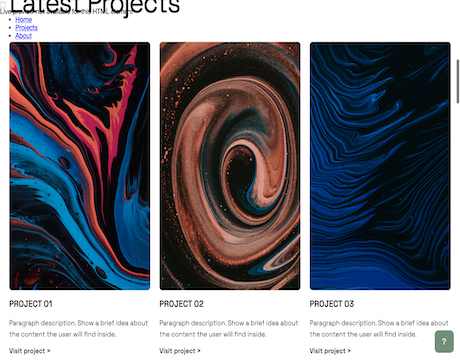 Latest Projects
Live preview not available for this HTML element
Home
Projects
About
PROJECT 01
Paragraph description. Show a brief idea about
the content the user will find inside.
Visit project >
PROJECT 02
Paragraph description. Show a brief idea about
the content the user will find inside.
Visit project >
PROJECT 03
Paragraph description. Show a brief idea about
the content the user will find inside.
Visit project >
?